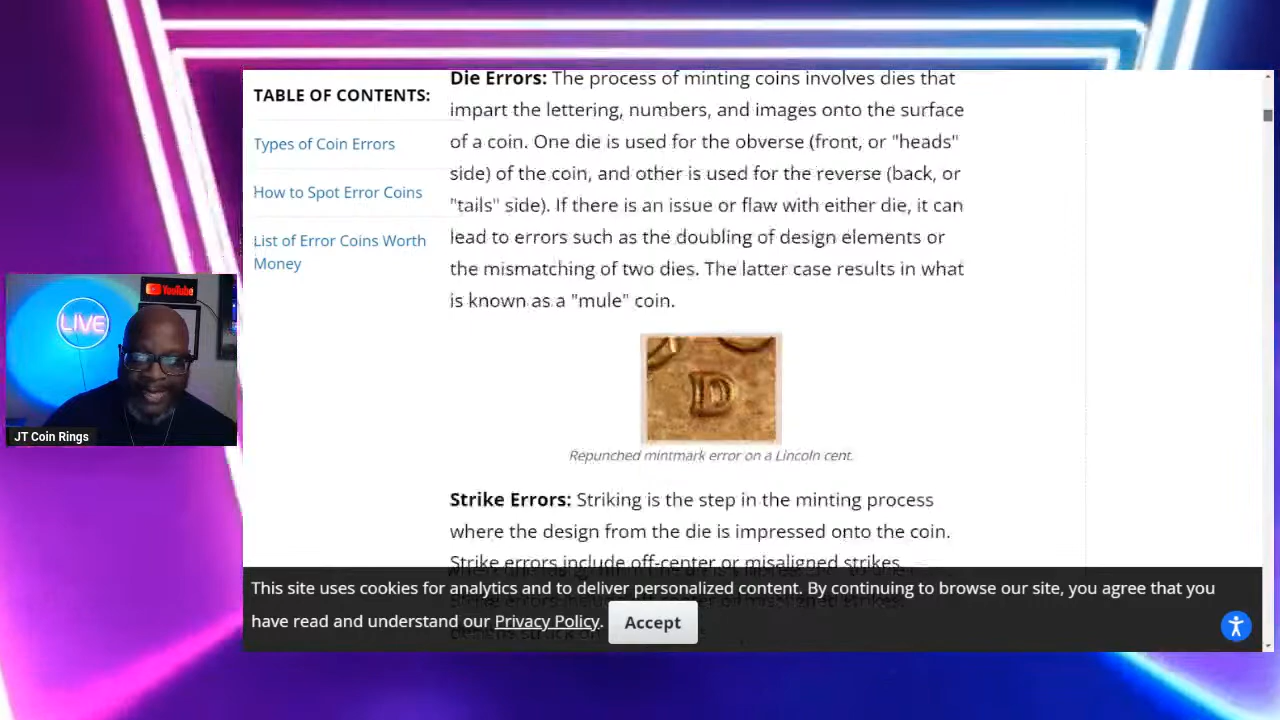 Die Errors: The process of minting coins involves dies that
TABLE OF CONTENTS:
impart the lettering, numbers, and images onto the surface
Types of Coin Errors
of a coin. One die is used for the obverse (front, or "heads"
side) of the coin, and other is used for the reverse (back, or
How to Spot Error Coins
"tails" side). If there is an issue or flaw with either die, it can
List of Error Coins Worth
Money
lead to errors such as the doubling of design elements or
the mismatching of two dies. The latter case results in what
is known as a "mule" coin.
YouTube
LIVE
JT Coin Rings
D
Repunched mintmark error on a Lincoln cent.
Strike Errors: Striking is the step in the minting process
where the design from the die is impressed onto the coin.
Strike errors include off-center or misaligned strikes,
This site uses cookies for analytics and to deliver personalized content. By continuing to browse our site, you agree that you
have read and understand our Privacy Policy.
Accept